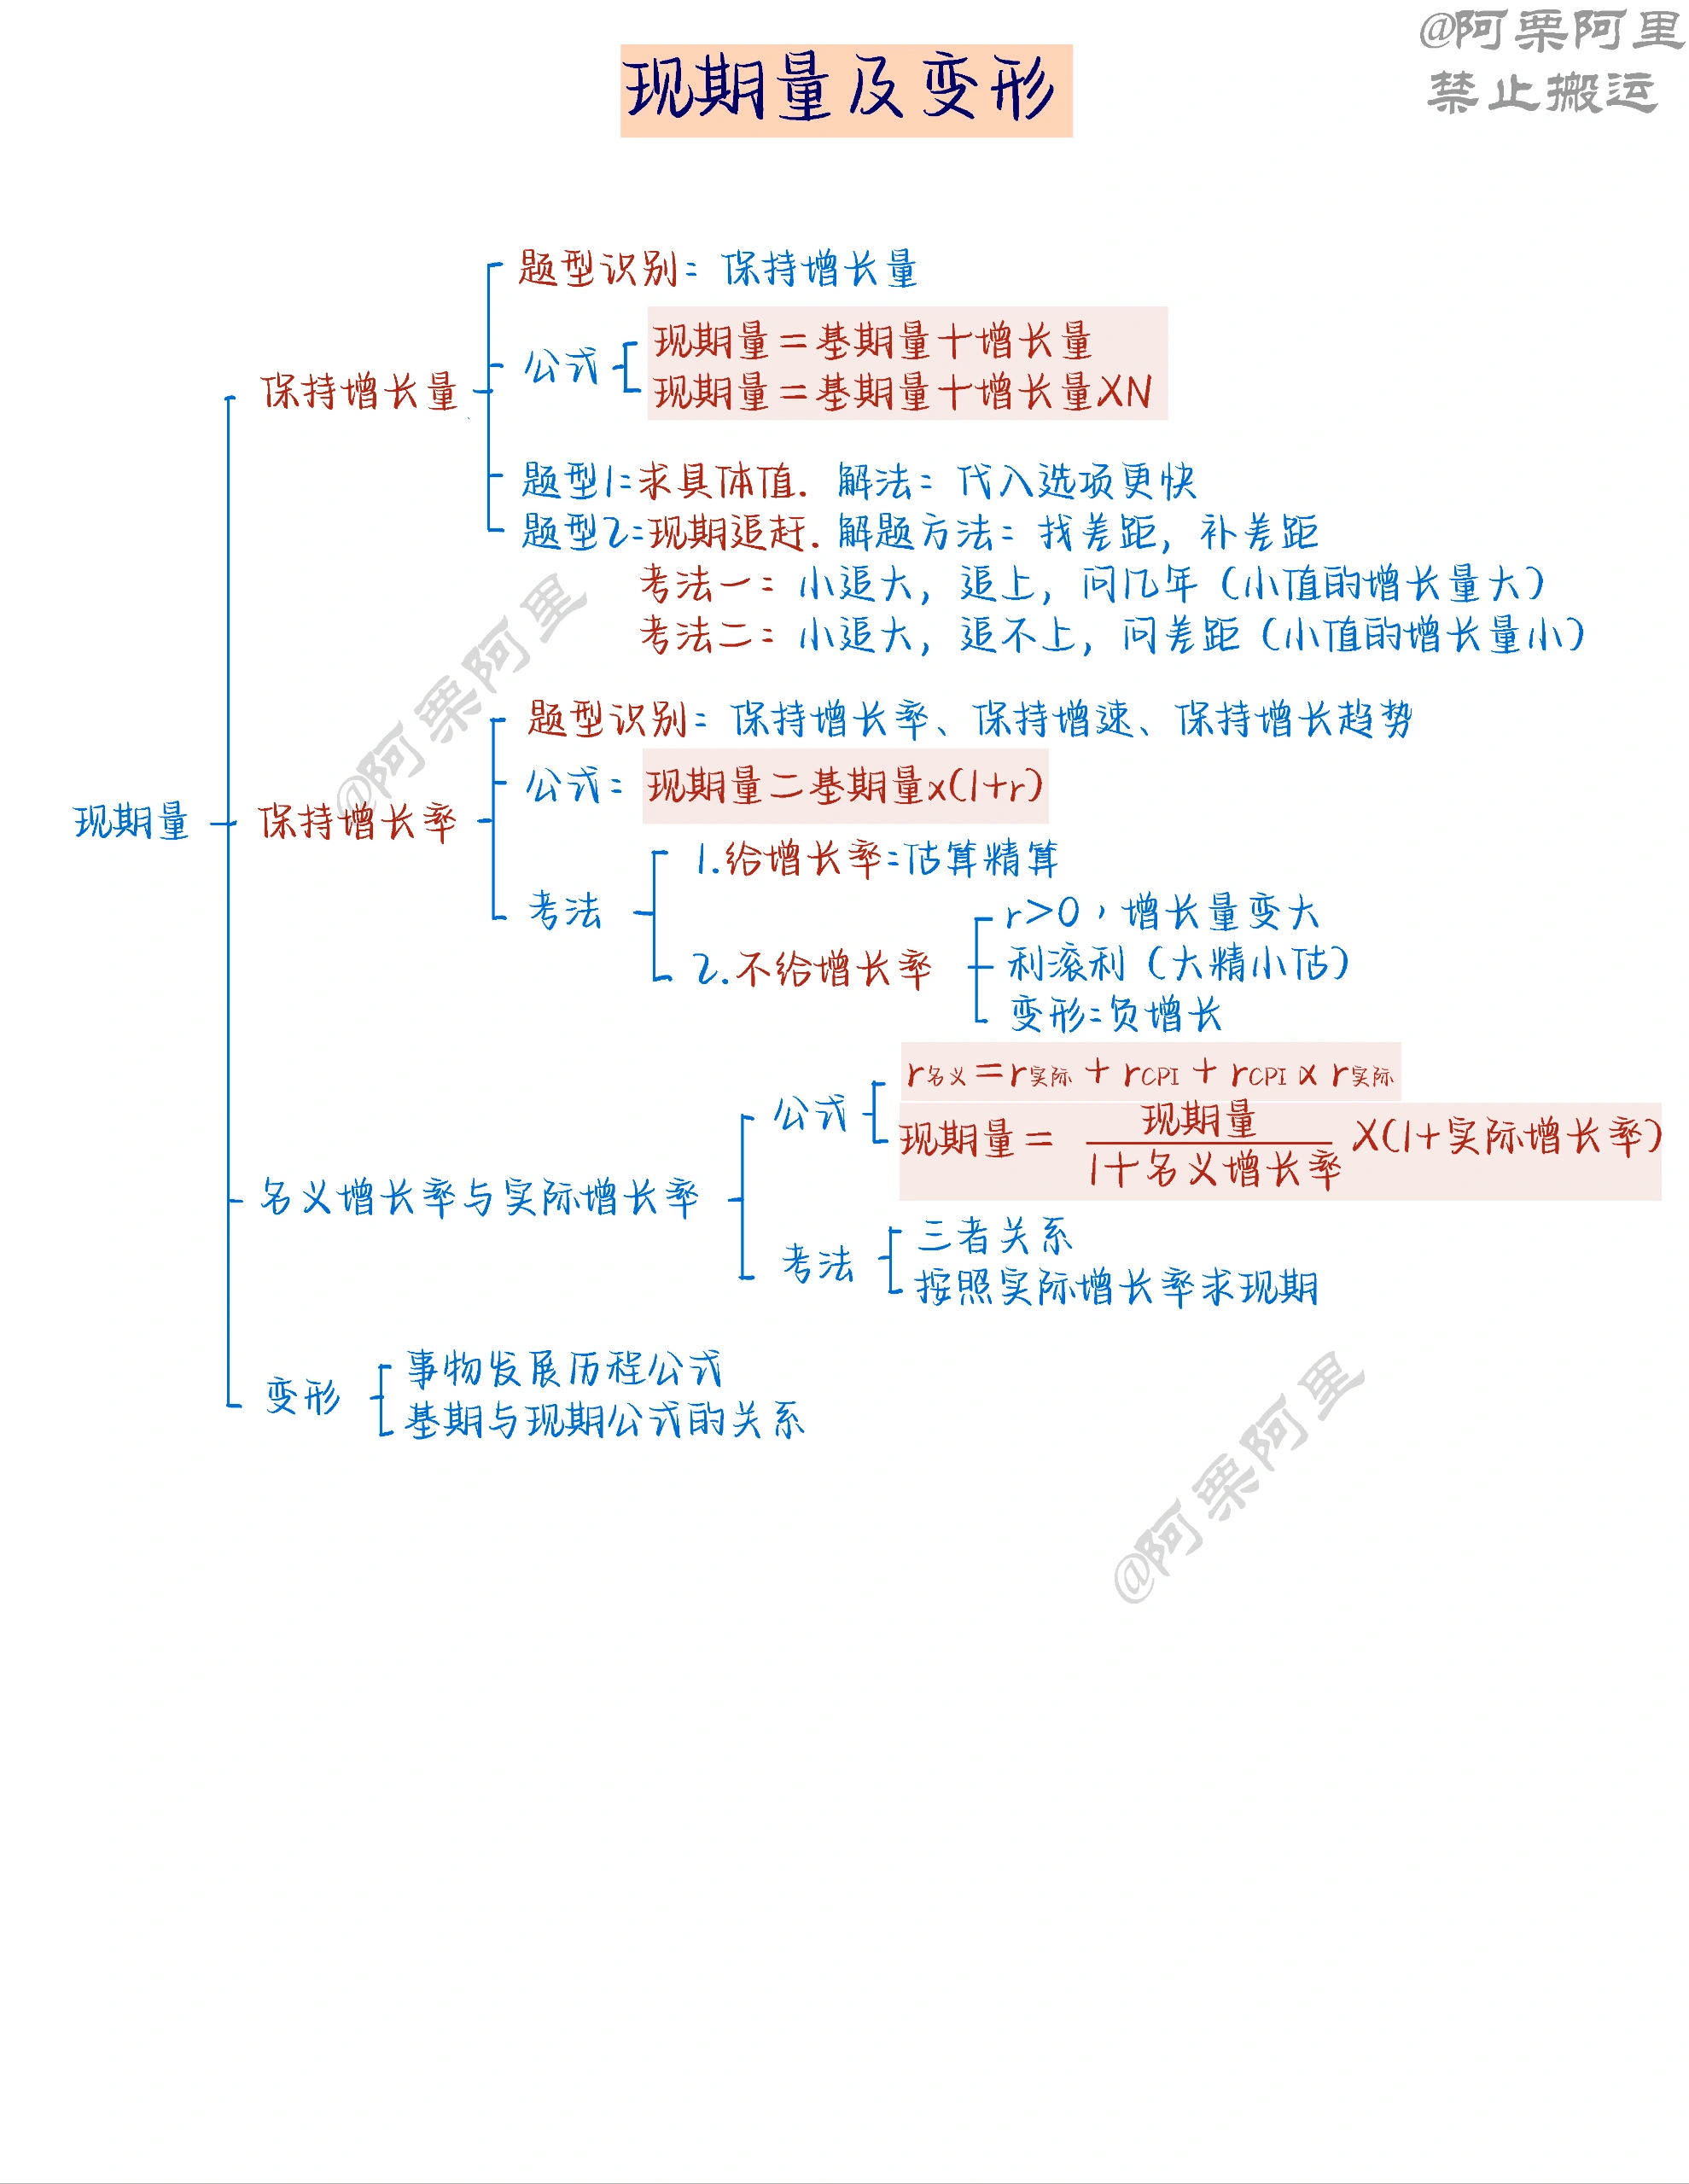 @阿栗阿里
禁止搬运
现期量及变形
题型识别：保持增长量
公式
现期量＝基期量＋增长量
现期量＝基期量＋增长量×N
保持增长量
题型1：求具体值．解法：代入选项更快
题型2：现期追赶．解题方法：找差距，补差距
考法一：小追大，追上，问几年（小值的增长量大）
考法二：小追大，追不上，问差距（小值的增长量小）
@阿栗阿里
题型识别：保持增长率、保持增速、保持增长趋势
公式：现期量＝基期量×(1+r)
现期量
保持增长率
考法
1.给增长率：估算精算
2.不给增长率
r>0，增长量变大
利滚利（大精小估）
变形：负增长
公式
r名义＝r实际＋rCPI＋rCPI×r实际
现期量＝现期量/1＋名义增长率×(1+实际增长率)
名义增长率与实际增长率
考法
三者关系
按照实际增长率求现期
变形
事物发展历程公式
基期与现期公式的关系
@阿栗阿里